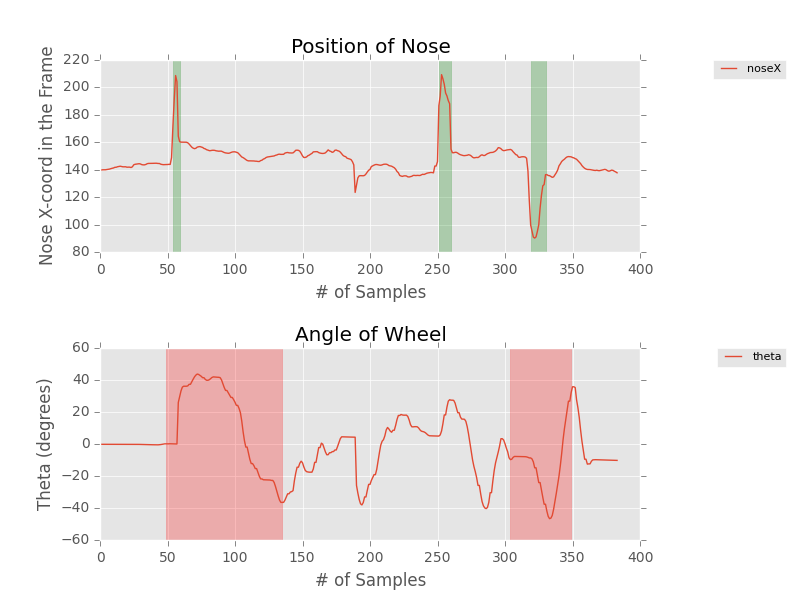 Position of Nose
noseX
Nose X-coord in the Frame
220
200
180
160
140
120
100
80
0 50 100 150 200 250 300 350 400
# of Samples
Angle of Wheel
theta
Theta (degrees)
60
40
20
0
−20
−40
−60
0 50 100 150 200 250 300 350 400
# of Samples